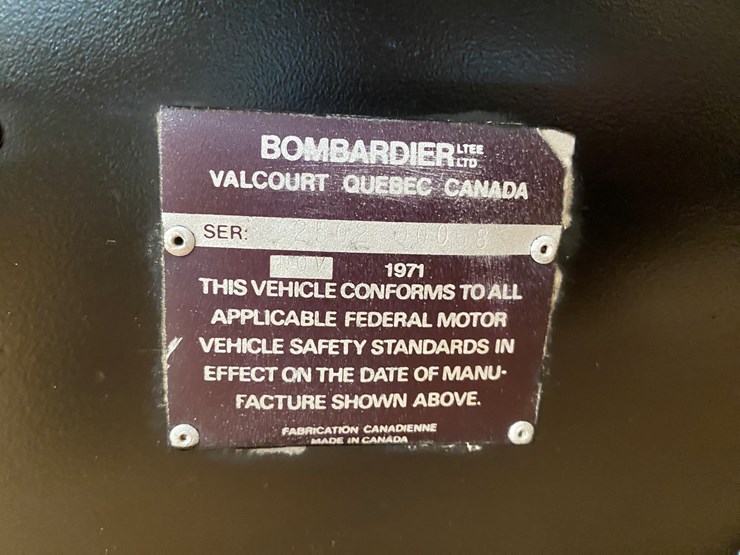 BOMBARDIER LTEE LTD
VALCOURT QUEBEC CANADA
SER:
1971
THIS VEHICLE CONFORMS TO ALL
APPLICABLE FEDERAL MOTOR
VEHICLE SAFETY STANDARDS IN
EFFECT ON THE DATE OF MANU-
FACTURE SHOWN ABOVE.
FABRICATION CANADIENNE
MADE IN CANADA